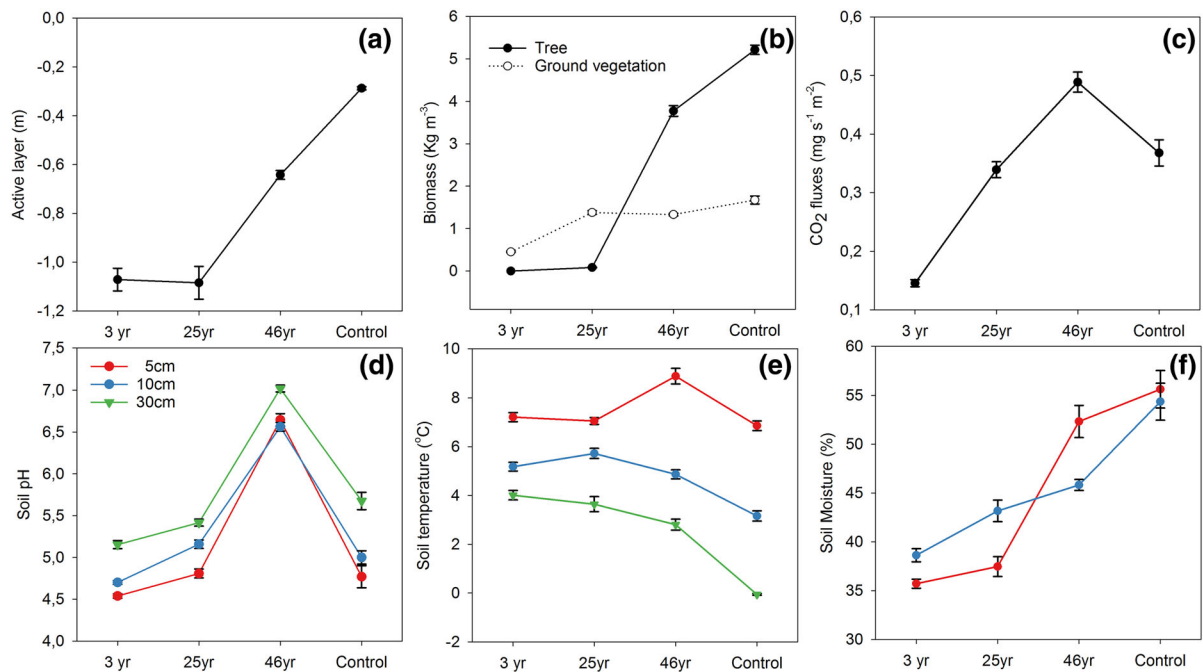 (a)
Active layer (m)
0,0
-0,2
-0,4
-0,6
-0,8
-1,0
-1,2
3 yr 25yr 46yr Control
(b)
Tree
Ground vegetation
Biomass (Kg m-3)
6
5
4
3
2
1
0
3 yr 25yr 46yr Control
(c)
CO2 fluxes (mg s-1 m-2)
0,6
0,5
0,4
0,3
0,2
0,1
3 yr 25yr 46yr Control
(d)
5cm
10cm
30cm
Soil pH
7,5
7,0
6,5
6,0
5,5
5,0
4,5
4,0
3 yr 25yr 46yr Control
(e)
Soil temperature (oC)
10
8
6
4
2
0
-2
3 yr 25yr 46yr Control
(f)
Soil Moisture (%)
60
55
50
45
40
35
30
3 yr 25yr 46yr Control